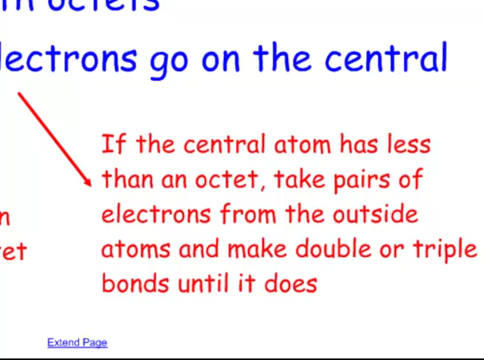 octets
electrons go on the central
If the central atom has less
than an octet, take pairs of
electrons from the outside
atoms and make double or triple
bonds until it does
Extend Page